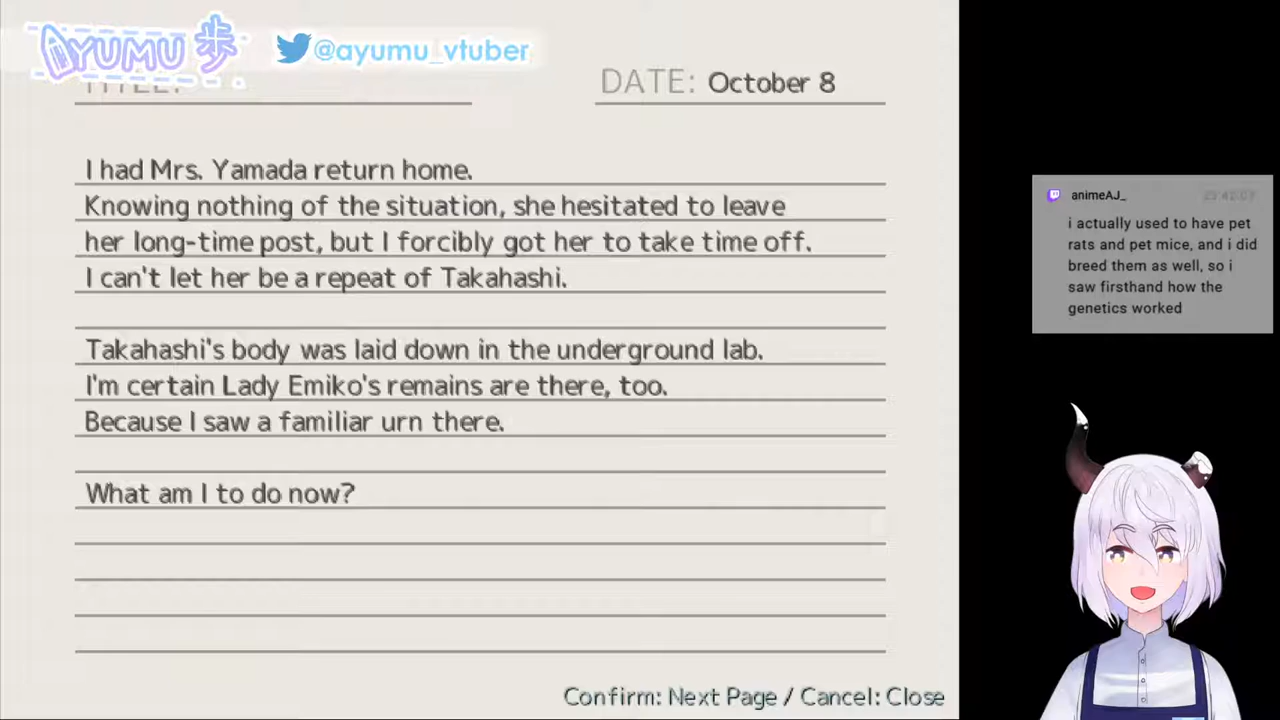 AYUMU 歩
@ayumu_vtuber
TITLE:
DATE: October 8
I had Mrs. Yamada return home.
Knowing nothing of the situation, she hesitated to leave
her long-time post, but I forcibly got her to take time off.
I can't let her be a repeat of Takahashi.
Takahashi's body was laid down in the underground lab.
I'm certain Lady Emiko's remains are there, too.
Because I saw a familiar urn there.
What am I to do now?
Confirm: Next Page / Cancel: Close
animeAJ_
i actually used to have pet
rats and pet mice, and i did
breed them as well, so i
saw firsthand how the
genetics worked